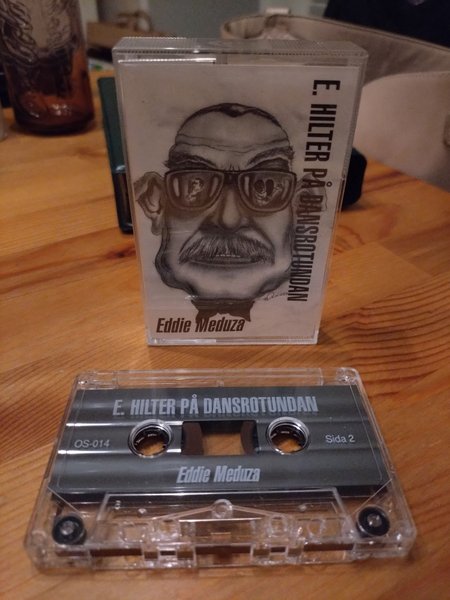 E. HILTER PÅ DANSROTUNDAN
Eddie Meduza
E. HILTER PÅ DANSROTUNDAN
OS-014
Sida 2
Eddie Meduza